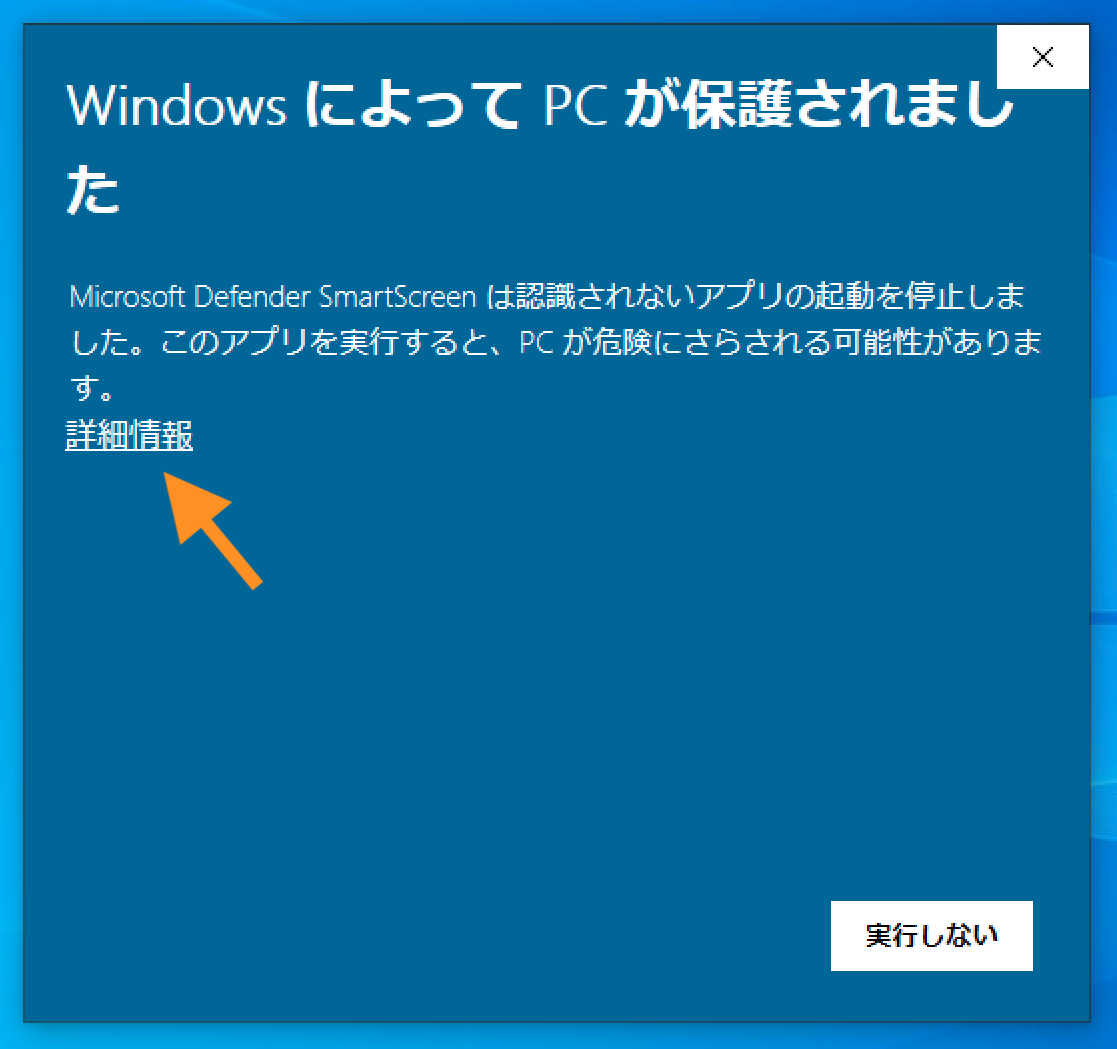 Windows によって PC が保護されまし
た
Microsoft Defender SmartScreen は認識されないアプリの起動を停止しま
した。このアプリを実行すると、PC が危険にさらされる可能性がありま
す。
詳細情報
実行しない